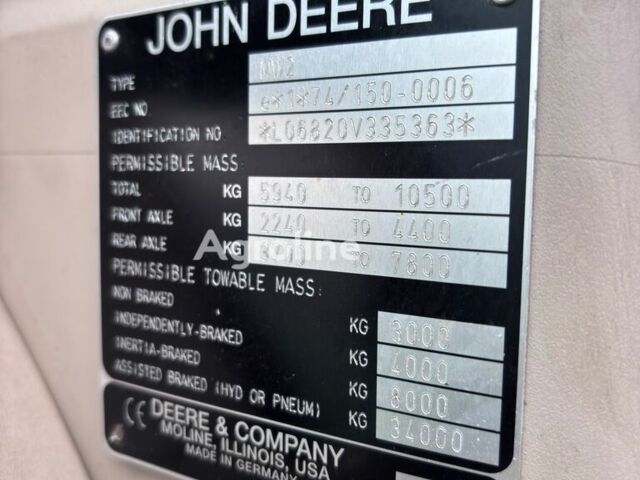 JOHN DEERE
TYPE
EEC NO e*1*74/150-0006
IDENTIFICATION NO. *L06820V335363*
PERMISSIBLE MASS:
TOTAL KG 5940 TO 10500
FRONT AXLE KG 2240 TO 4400
REAR AXLE KG TO 7800
PERMISSIBLE TOWABLE MASS:
NON BRAKED KG 3000
INDEPENDENTLY-BRAKED KG 4000
INERTIA-BRAKED KG 8000
ASSISTED BRAKED (HYD OR PNEUM) KG 34000
CE DEERE & COMPANY
MOLINE, ILLINOIS, USA
MADE IN GERMANY
Agroline